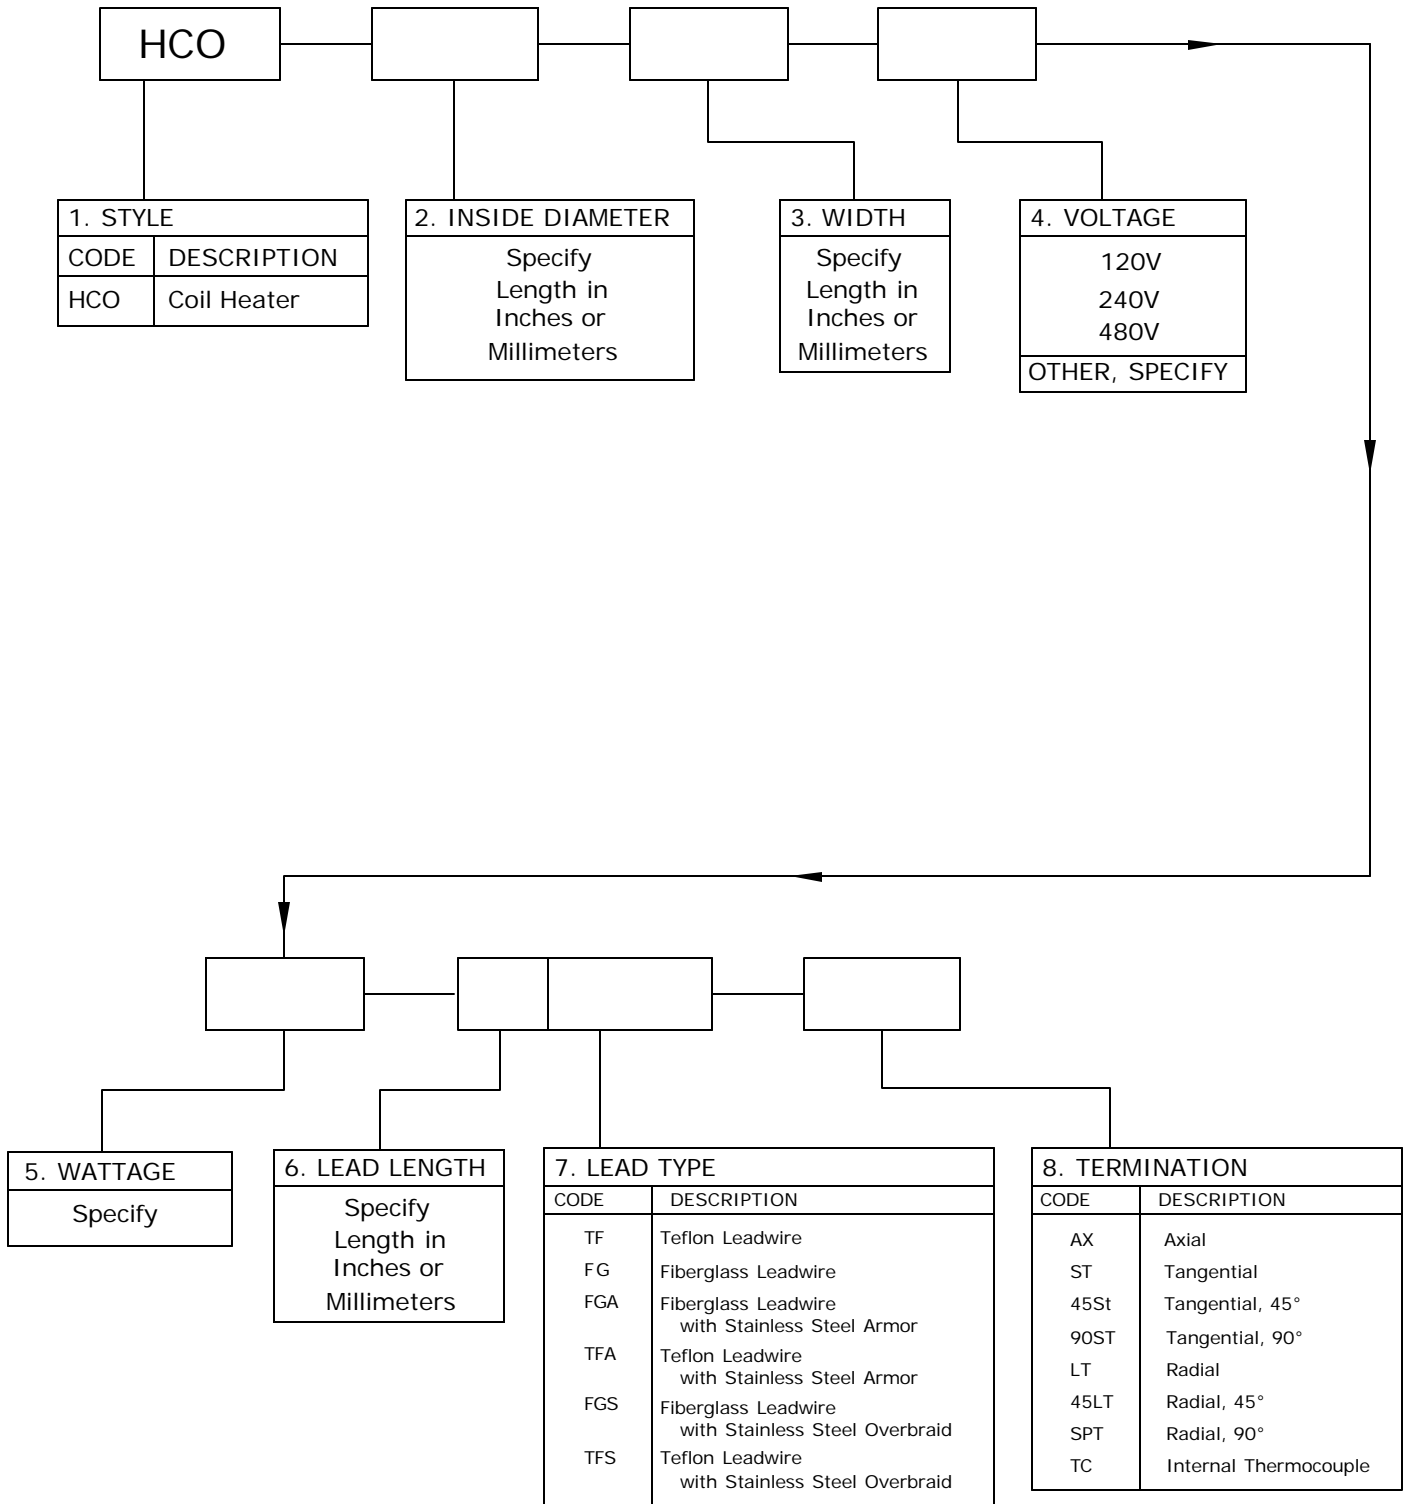 HCO
1. STYLE
CODE DESCRIPTION
HCO Coil Heater
2. INSIDE DIAMETER
Specify
Length in
Inches or
Millimeters
3. WIDTH
Specify
Length in
Inches or
Millimeters
4. VOLTAGE
120V
240V
480V
OTHER, SPECIFY
5. WATTAGE
Specify
6. LEAD LENGTH
Specify
Length in
Inches or
Millimeters
7. LEAD TYPE
CODE DESCRIPTION
TF Teflon Leadwire
FG Fiberglass Leadwire
FGA Fiberglass Leadwire
with Stainless Steel Armor
TFA Teflon Leadwire
with Stainless Steel Armor
FGS Fiberglass Leadwire
with Stainless Steel Overbraid
TFS Teflon Leadwire
with Stainless Steel Overbraid
8. TERMINATION
CODE DESCRIPTION
AX Axial
ST Tangential
45St Tangential, 45°
90ST Tangential, 90°
LT Radial
45LT Radial, 45°
SPT Radial, 90°
TC Internal Thermocouple